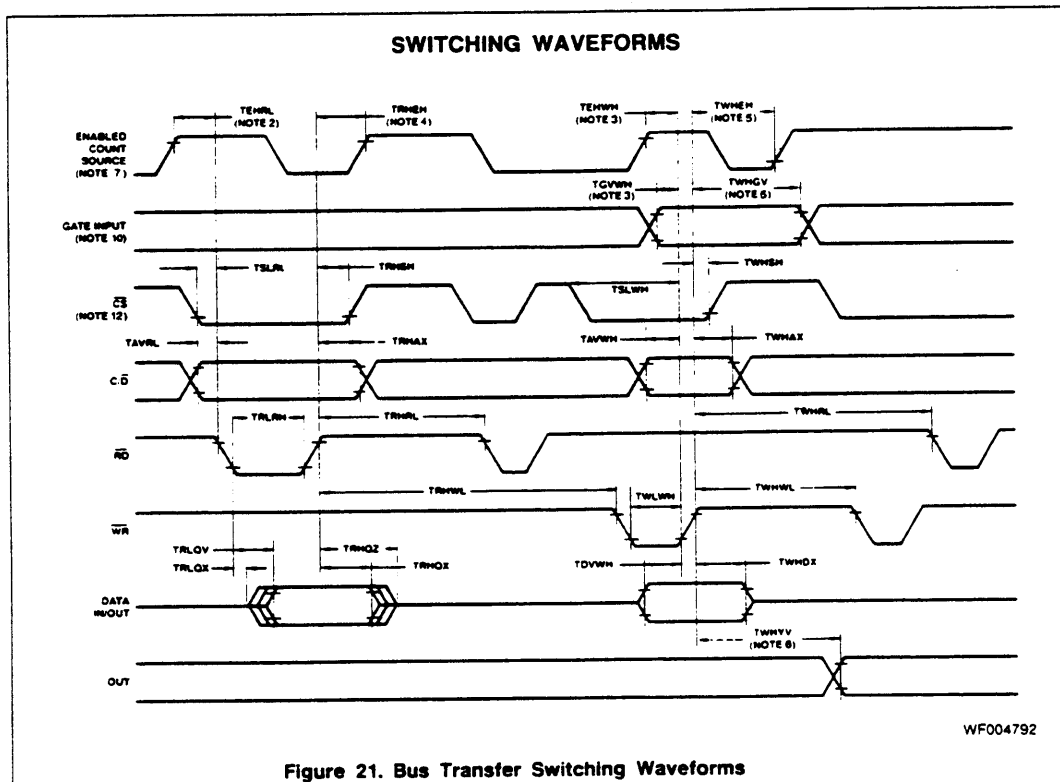 SWITCHING WAVEFORMS
TEHRL
(NOTE 2)
TRHEH
(NOTE 4)
TEHWH
(NOTE 3)
TWHEH
(NOTE 5)
ENABLED
COUNT
SOURCE
(NOTE 7)
TGVWH
(NOTE 3)
TWHGV
(NOTE 5)
GATE INPUT
(NOTE 10)
TSLRL
TRHSH
TWHSH
TSLWH
CS
(NOTE 12)
TAVRL
TRHAX
TAVWH
TWHAX
C/D
TRLRH
TRHRL
TWHRL
RD
TRHWL
TWLWH
TWHWL
WR
TRLQV
TRHQZ
TRLQX
TRHQX
TDVWH
TWHDX
DATA
IN/OUT
TWHYV
(NOTE 6)
OUT
WF004792
Figure 21. Bus Transfer Switching Waveforms